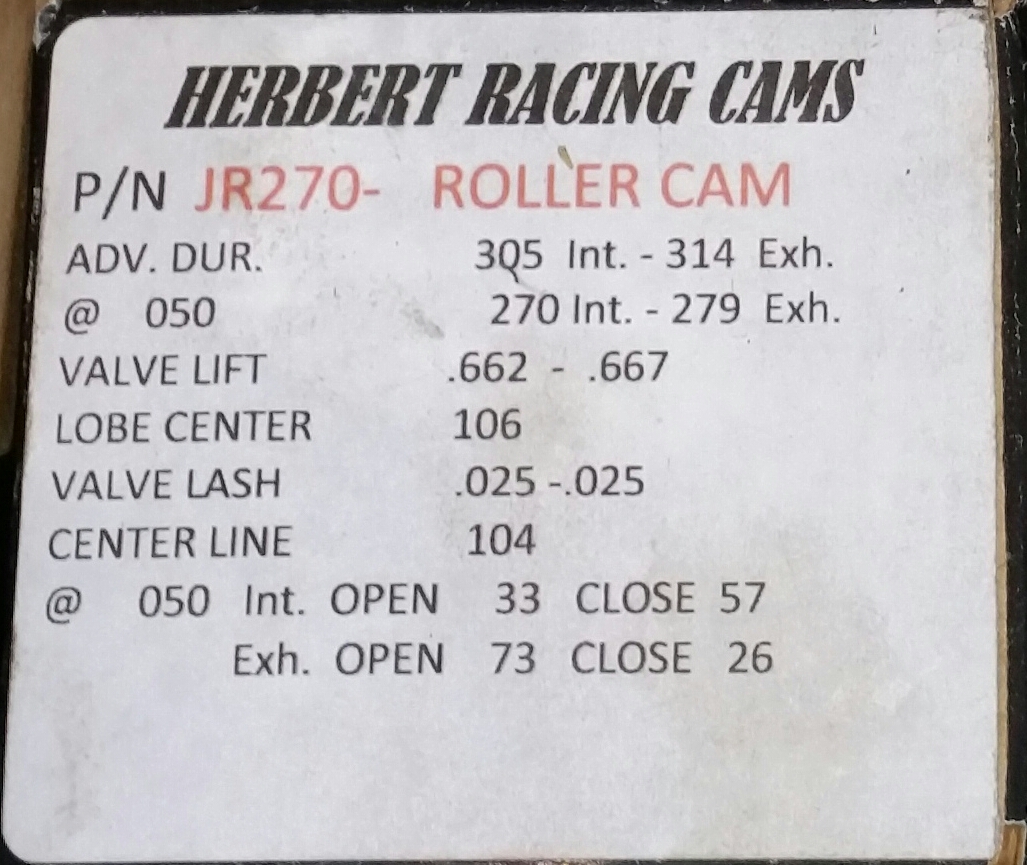 HERBERT RACING CAMS
P/N JR270- ROLLER CAM
ADV. DUR. 305 Int. - 314 Exh.
@ 050 270 Int. - 279 Exh.
VALVE LIFT .662 - .667
LOBE CENTER 106
VALVE LASH .025 -.025
CENTER LINE 104
@ 050 Int. OPEN 33 CLOSE 57
Exh. OPEN 73 CLOSE 26